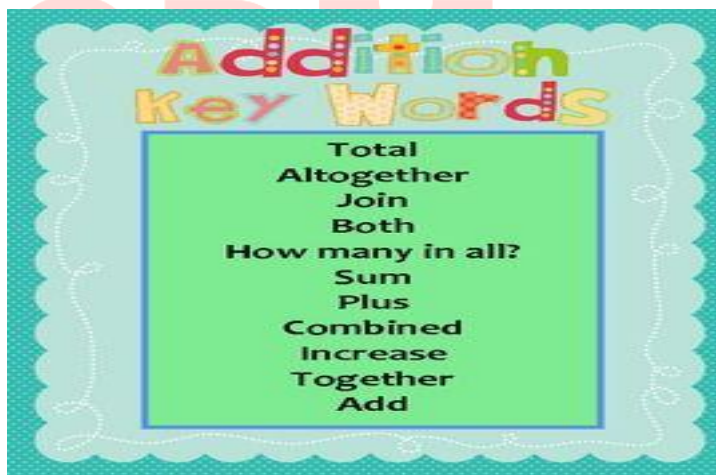 Addition
Key Words
Total
Altogether
Join
Both
How many in all?
Sum
Plus
Combined
Increase
Together
Add